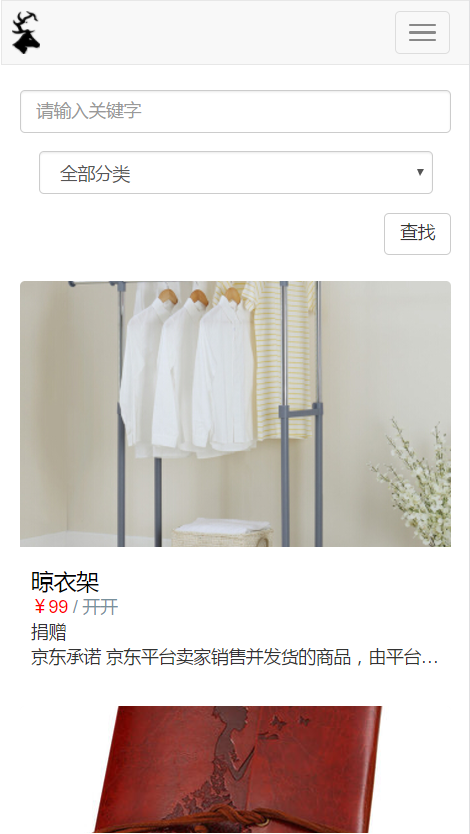 请输入关键字
全部分类
查找
晾衣架
￥99 / 开开
捐赠
京东承诺 京东平台卖家销售并发货的商品，由平台…